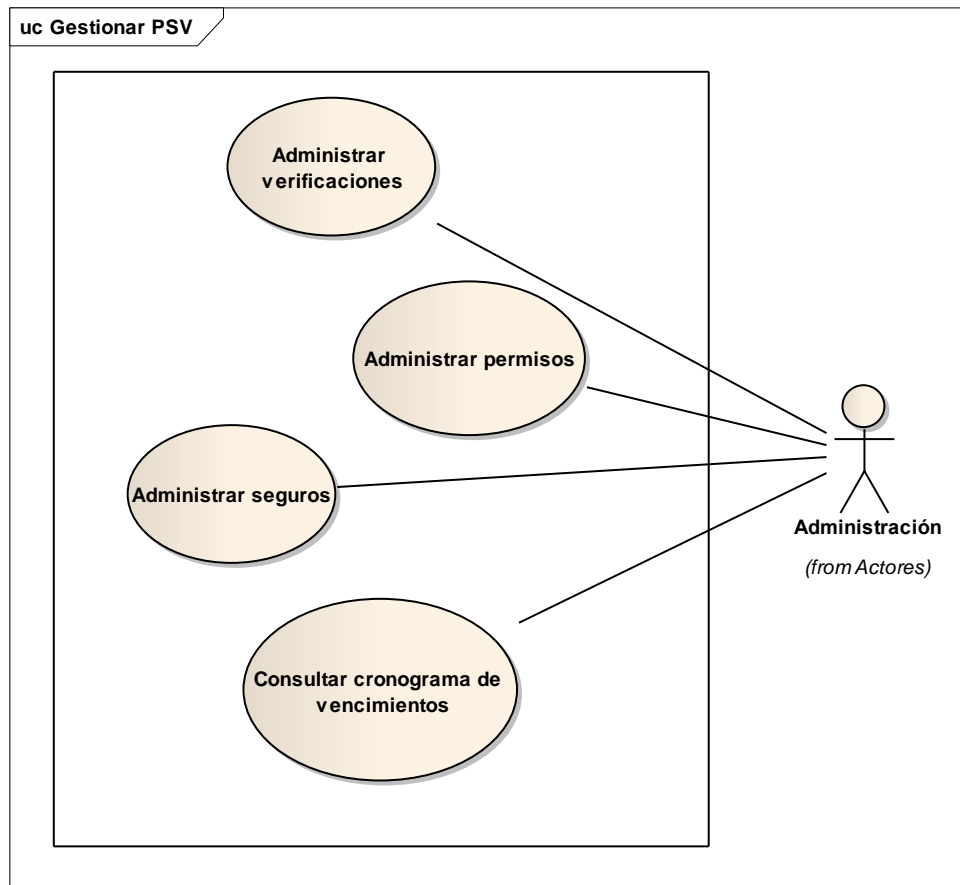 uc Gestionar PSV
Administrar
verificaciones
Administrar permisos
Administrar seguros
Administración
(from Actores)
Consultar cronograma de
vencimientos